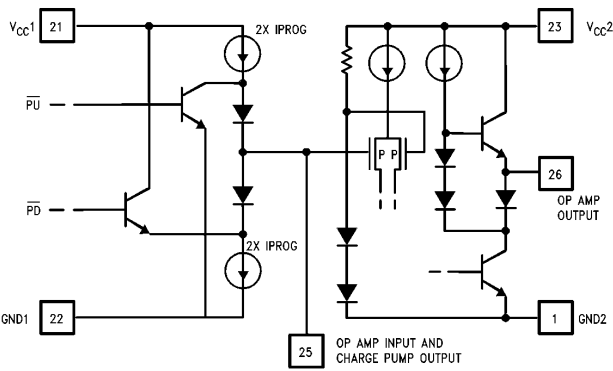 VCC1
21
2X IPROG
23
VCC2
PU
P P
26
OP AMP
OUTPUT
PD
2X IPROG
GND1
22
1
GND2
25
OP AMP INPUT AND
CHARGE PUMP OUTPUT